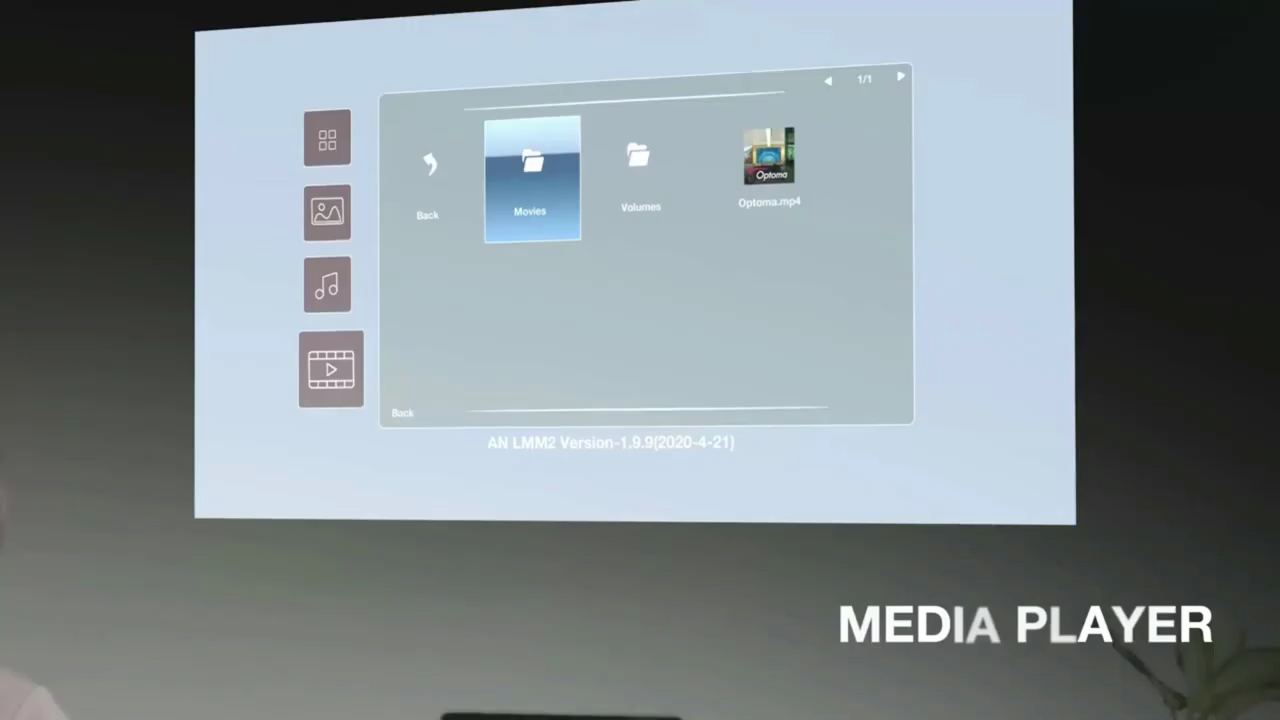 1/1
Back
Movies
Volumes
Optoma
Optoma.mp4
Back
AN LMM2 Version-1.9.9(2020-4-21)
MEDIA PLAYER